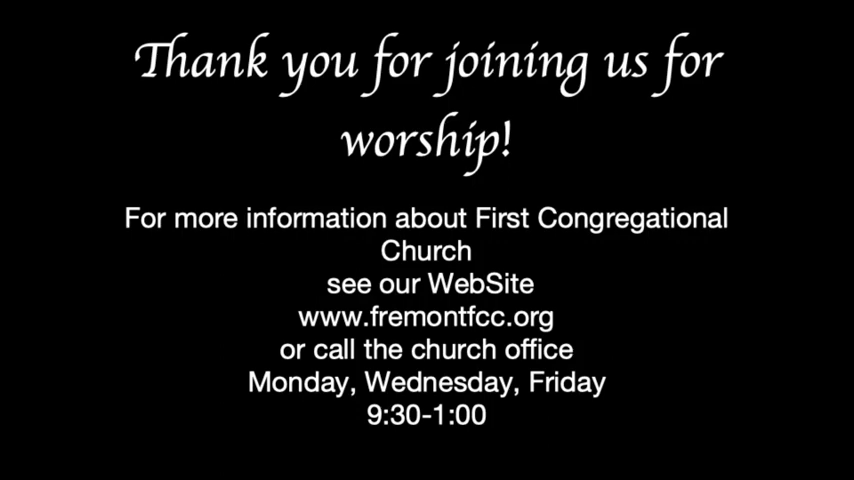 Thank you for joining us for
worship!
For more information about First Congregational
Church
see our WebSite
www.fremontfcc.org
or call the church office
Monday, Wednesday, Friday
9:30-1:00